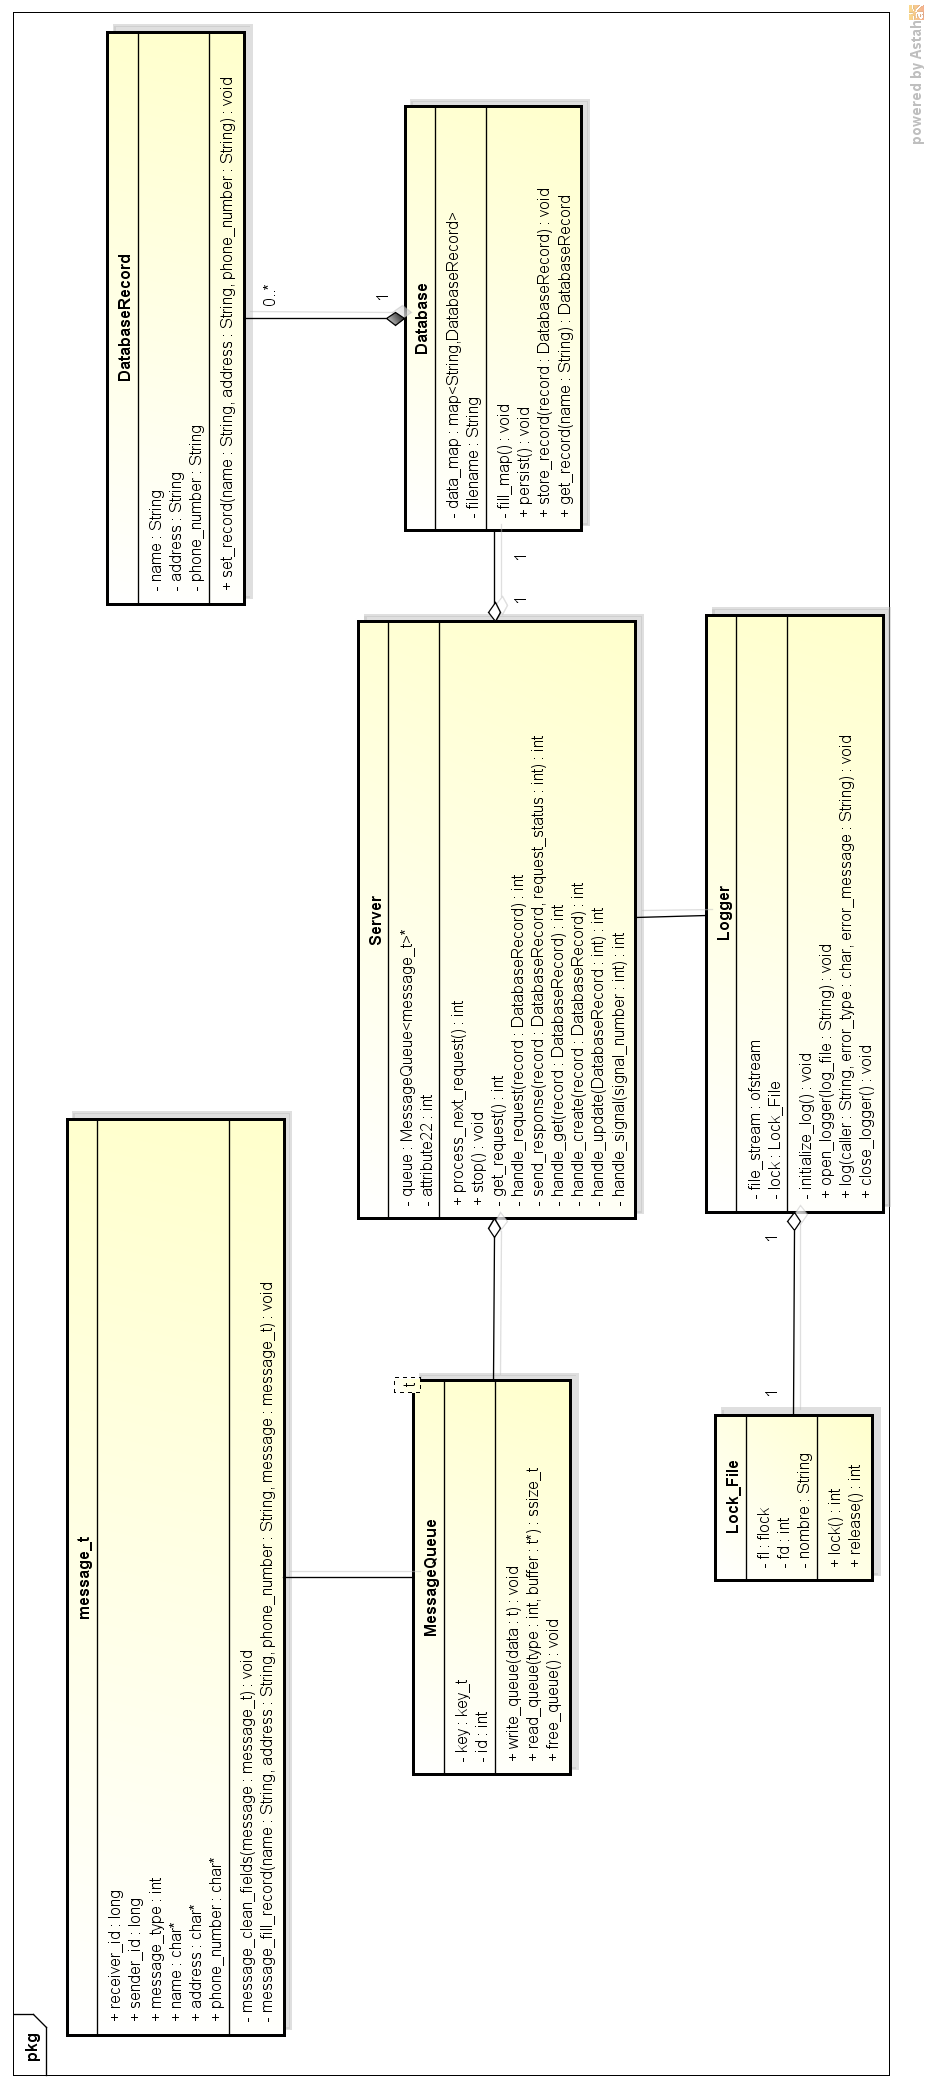 pkg
message_t
+ receiver_id : long
+ sender_id : long
+ message_type : int
+ name : char*
+ address : char*
+ phone_number : char*
- message_clean_fields(message : message_t) : void
- message_fill_record(name : String, address : String, phone_number : String, message : message_t) : void
DatabaseRecord
- name : String
- address : String
- phone_number : String
+ set_record(name : String, address : String, phone_number : String) : void
0..*
1
MessageQueue
t
- key : key_t
- id : int
+ write_queue(data : t) : void
+ read_queue(type : int, buffer : t*) : ssize_t
+ free_queue() : void
Server
- queue : MessageQueue<message_t>*
- attribute22 : int
+ process_next_request() : int
+ stop() : void
- get_request() : int
- handle_request(record : DatabaseRecord) : int
- send_response(record : DatabaseRecord, request_status : int) : int
- handle_get(record : DatabaseRecord) : int
- handle_create(record : DatabaseRecord) : int
- handle_update(DatabaseRecord : int) : int
- handle_signal(signal_number : int) : int
1
1
Database
- data_map : map<String,DatabaseRecord>
- filename : String
- fill_map() : void
+ persist() : void
+ store_record(record : DatabaseRecord) : void
+ get_record(name : String) : DatabaseRecord
Lock_File
- fl : flock
- fd : int
- nombre : String
+ lock() : int
+ release() : int
1
1
Logger
- file_stream : ofstream
- lock : Lock_File
- initialize_log() : void
+ open_logger(log_file : String) : void
+ log(caller : String, error_type : char, error_message : String) : void
+ close_logger() : void
powered by Astah